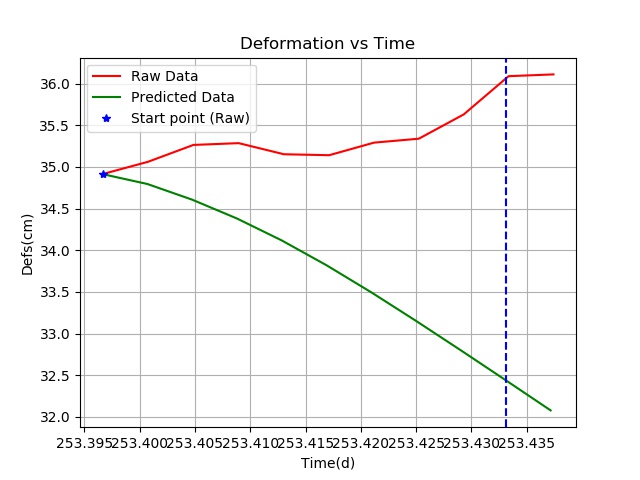 Deformation vs Time
Raw Data
Predicted Data
Start point (Raw)
36.0
35.5
35.0
34.5
34.0
33.5
33.0
32.5
32.0
Defs(cm)
253.395 253.400 253.405 253.410 253.415 253.420 253.425 253.430 253.435
Time(d)